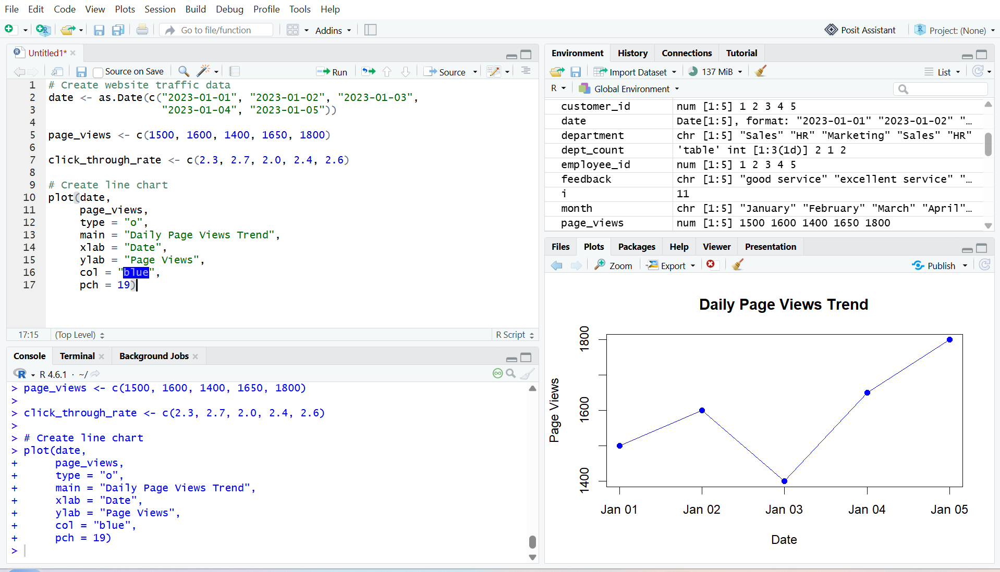 File Edit Code View Plots Session Build Debug Profile Tools Help
Go to file/function Addins Posit Assistant Project: (None)
Untitled1*
Source on Save Run Source
1 # Create website traffic data
2 date <- as.Date(c("2023-01-01", "2023-01-02", "2023-01-03",
3 "2023-01-04", "2023-01-05"))
4
5 page_views <- c(1500, 1600, 1400, 1650, 1800)
6
7 click_through_rate <- c(2.3, 2.7, 2.0, 2.4, 2.6)
8
9 # Create line chart
10 plot(date,
11 page_views,
12 type = "o",
13 main = "Daily Page Views Trend",
14 xlab = "Date",
15 ylab = "Page Views",
16 col = "blue",
17 pch = 19)
17:15 (Top Level) R Script
Console Terminal Background Jobs
R 4.6.1 · ~/
> page_views <- c(1500, 1600, 1400, 1650, 1800)
>
> click_through_rate <- c(2.3, 2.7, 2.0, 2.4, 2.6)
>
> # Create line chart
> plot(date,
+ page_views,
+ type = "o",
+ main = "Daily Page Views Trend",
+ xlab = "Date",
+ ylab = "Page Views",
+ col = "blue",
+ pch = 19)
>
Environment History Connections Tutorial
Import Dataset 137 MiB List
R Global Environment
customer_id num [1:5] 1 2 3 4 5
date Date[1:5], format: "2023-01-01" "2023-01-02" "…
department chr [1:5] "Sales" "HR" "Marketing" "Sales" "HR"
dept_count 'table' int [1:3(1d)] 2 1 2
employee_id num [1:5] 1 2 3 4 5
feedback chr [1:5] "good service" "excellent service" "…
i 11
month chr [1:5] "January" "February" "March" "April"…
page_views num [1:5] 1500 1600 1400 1650 1800
Files Plots Packages Help Viewer Presentation
Zoom Export Publish
Daily Page Views Trend
Page Views
1800
1600
1400
Jan 01 Jan 02 Jan 03 Jan 04 Jan 05
Date